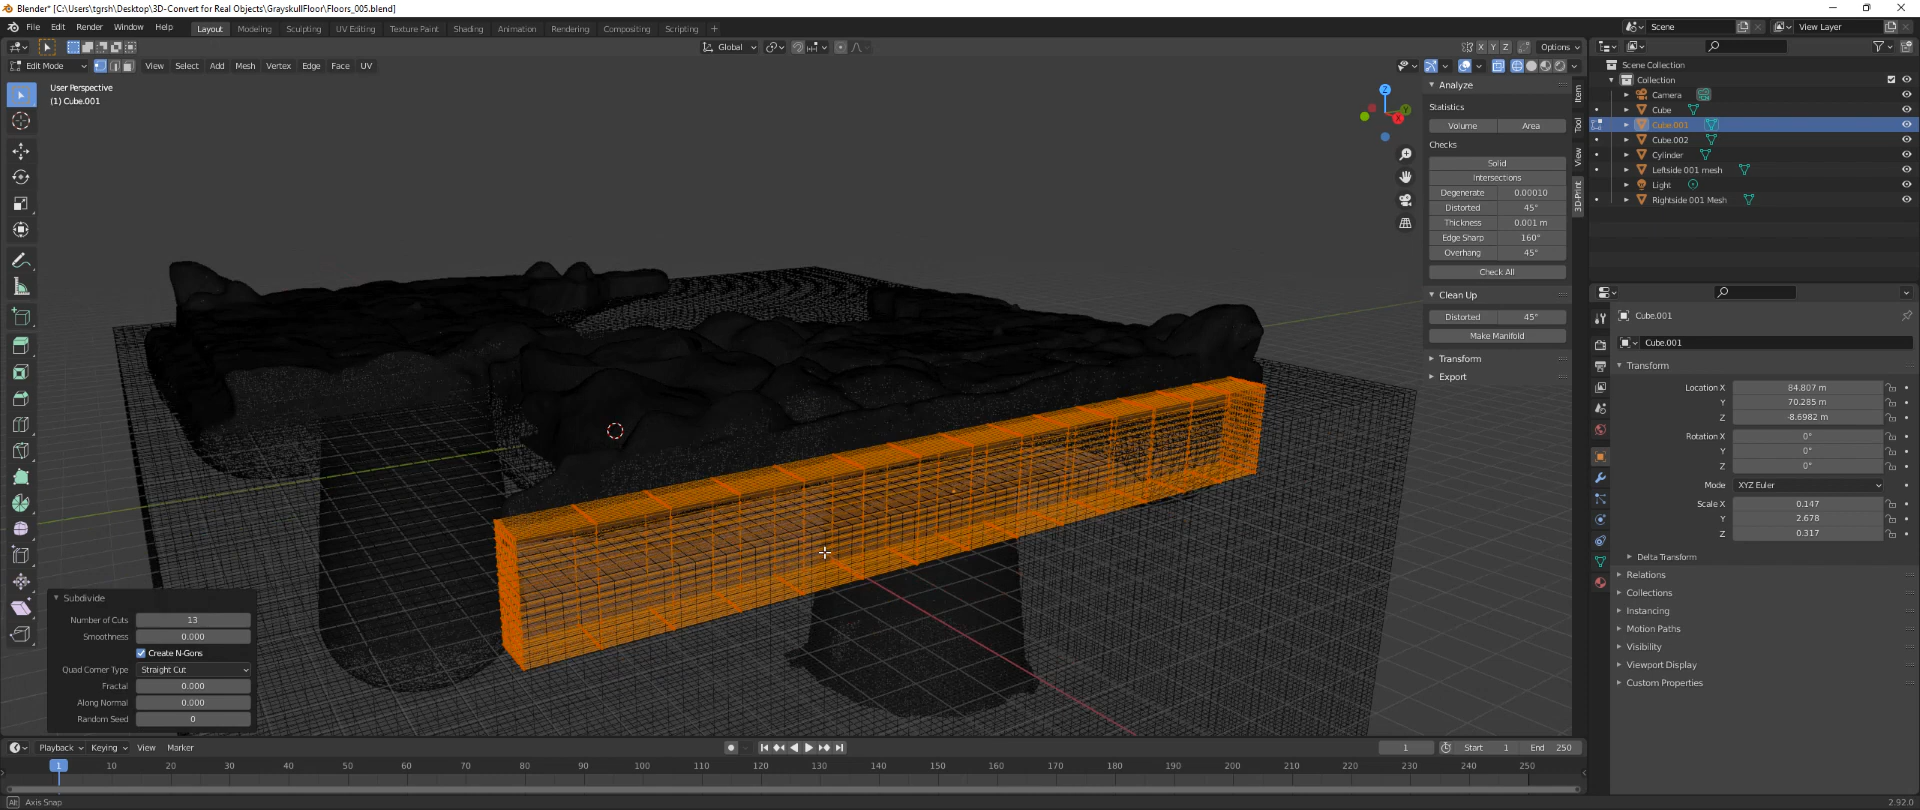 Blender* [C:\Users\tgrsh\Desktop\3D-Convert for Real Objects\GrayskullFloor\Floors_005.blend]
File Edit Render Window Help Layout Modeling Sculpting UV Editing Texture Paint Shading Animation Rendering Compositing Scripting + Scene View Layer
Global X Y Z Options
Edit Mode View Select Add Mesh Vertex Edge Face UV
User Perspective
(1) Cube.001
Z
Y
X
Analyze
Statistics
Volume Area
Checks
Solid
Intersections
Degenerate 0.00010
Distorted 45°
Thickness 0.001 m
Edge Sharp 160°
Overhang 45°
Check All
Clean Up
Distorted 45°
Make Manifold
Transform
Export
Item
Tool
View
3D-Print
Scene Collection
Collection
Camera
Cube
Cube.001
Cube.002
Cylinder
Leftside 001 mesh
Light
Rightside 001 Mesh
Cube.001
Cube.001
Transform
Location X 84.807 m
Y 70.285 m
Z -8.6982 m
Rotation X 0°
Y 0°
Z 0°
Mode XYZ Euler
Scale X 0.147
Y 2.678
Z 0.317
Delta Transform
Relations
Collections
Instancing
Motion Paths
Visibility
Viewport Display
Custom Properties
Subdivide
Number of Cuts 13
Smoothness 0.000
Create N-Gons
Quad Corner Type Straight Cut
Fractal 0.000
Along Normal 0.000
Random Seed 0
Playback Keying View Marker 1 Start 1 End 250
1 10 20 30 40 50 60 70 80 90 100 110 120 130 140 150 160 170 180 190 200 210 220 230 240 250
Alt Axis Snap 2.92.0